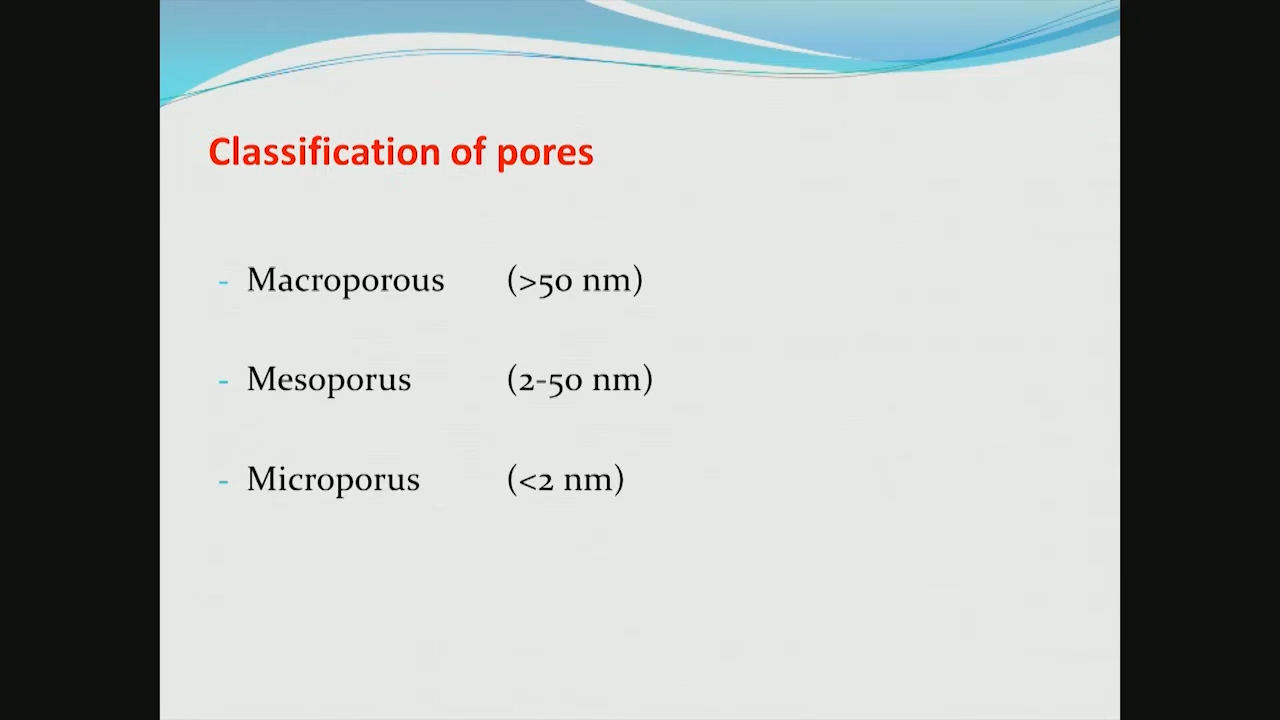 Classification of pores
- Macroporous (>50 nm)
- Mesoporus (2-50 nm)
- Microporus (<2 nm)